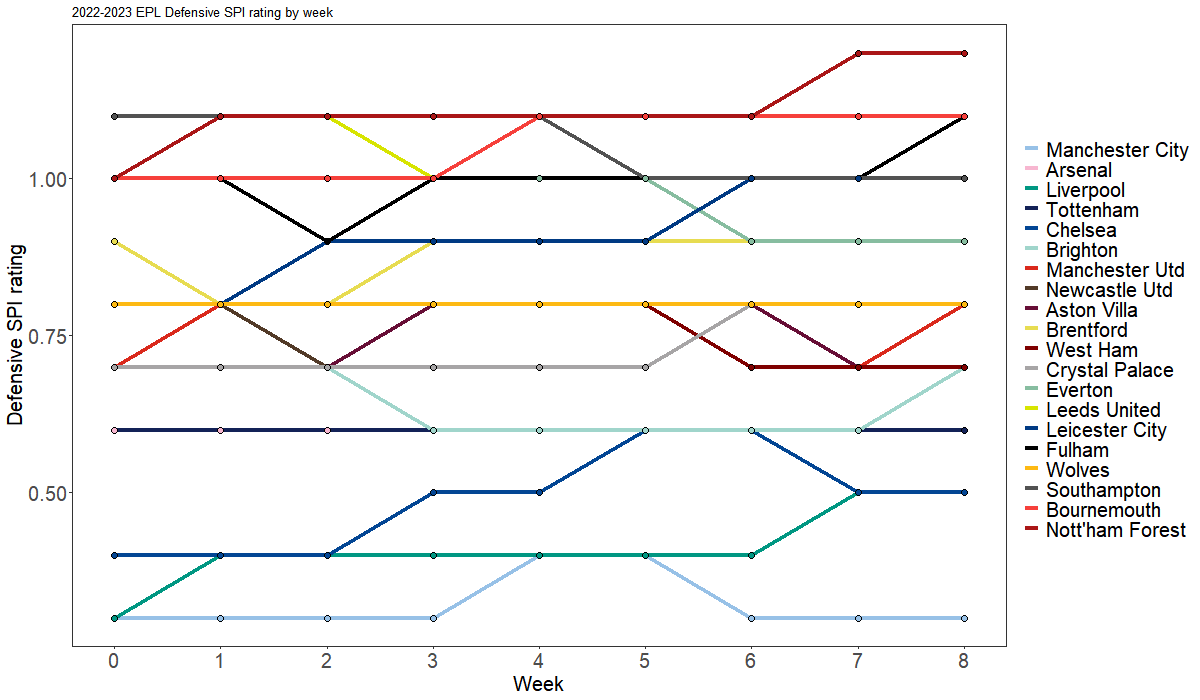 2022-2023 EPL Defensive SPI rating by week
Defensive SPI rating
1.00
0.75
0.50
0 1 2 3 4 5 6 7 8
Week
Manchester City
Arsenal
Liverpool
Tottenham
Chelsea
Brighton
Manchester Utd
Newcastle Utd
Aston Villa
Brentford
West Ham
Crystal Palace
Everton
Leeds United
Leicester City
Fulham
Wolves
Southampton
Bournemouth
Nott'ham Forest